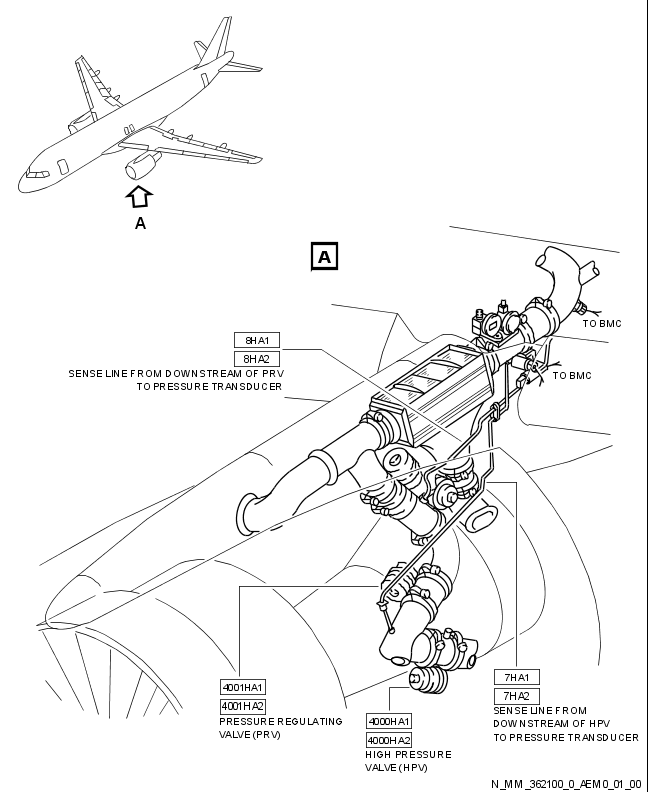 A
A
TO BMC
8HA1
8HA2
SENSE LINE FROM DOWNSTREAM OF PRV
TO PRESSURE TRANSDUCER
TO BMC
4001HA1
4001HA2
PRESSURE REGULATING
VALVE (PRV)
4000HA1
4000HA2
HIGH PRESSURE
VALVE (HPV)
7HA1
7HA2
SENSE LINE FROM
DOWNSTREAM OF HPV
TO PRESSURE TRANSDUCER
N_MM_362100_0_AEM0_01_00